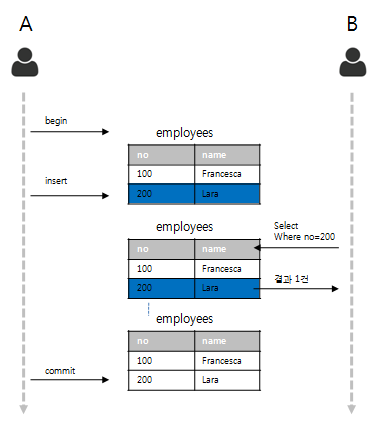 A
B
begin
employees
no name
100 Francesca
insert
200 Lara
employees
Select
Where no=200
no name
100 Francesca
200 Lara
결과 1건
employees
no name
100 Francesca
commit
200 Lara